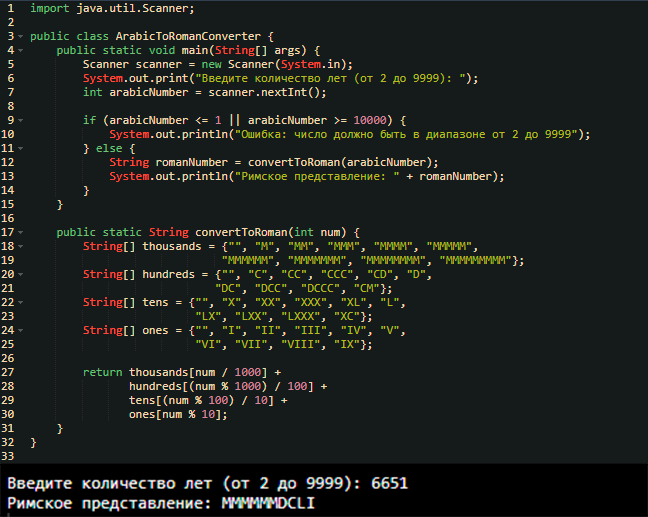 1 import java.util.Scanner;
2
3 public class ArabicToRomanConverter {
4 public static void main(String[] args) {
5 Scanner scanner = new Scanner(System.in);
6 System.out.print("Введите количество лет (от 2 до 9999): ");
7 int arabicNumber = scanner.nextInt();
8
9 if (arabicNumber <= 1 || arabicNumber >= 10000) {
10 System.out.println("Ошибка: число должно быть в диапазоне от 2 до 9999");
11 } else {
12 String romanNumber = convertToRoman(arabicNumber);
13 System.out.println("Римское представление: " + romanNumber);
14 }
15 }
16
17 public static String convertToRoman(int num) {
18 String[] thousands = {"", "M", "MM", "MMM", "MMMM", "MMMMM",
19 "MMMMMM", "MMMMMMM", "MMMMMMMM", "MMMMMMMMM"};
20 String[] hundreds = {"", "C", "CC", "CCC", "CD", "D",
21 "DC", "DCC", "DCCC", "CM"};
22 String[] tens = {"", "X", "XX", "XXX", "XL", "L",
23 "LX", "LXX", "LXXX", "XC"};
24 String[] ones = {"", "I", "II", "III", "IV", "V",
25 "VI", "VII", "VIII", "IX"};
26
27 return thousands[num / 1000] +
28 hundreds[(num % 1000) / 100] +
29 tens[(num % 100) / 10] +
30 ones[num % 10];
31 }
32 }
33
Введите количество лет (от 2 до 9999): 6651
Римское представление: MMMMMMDCLI